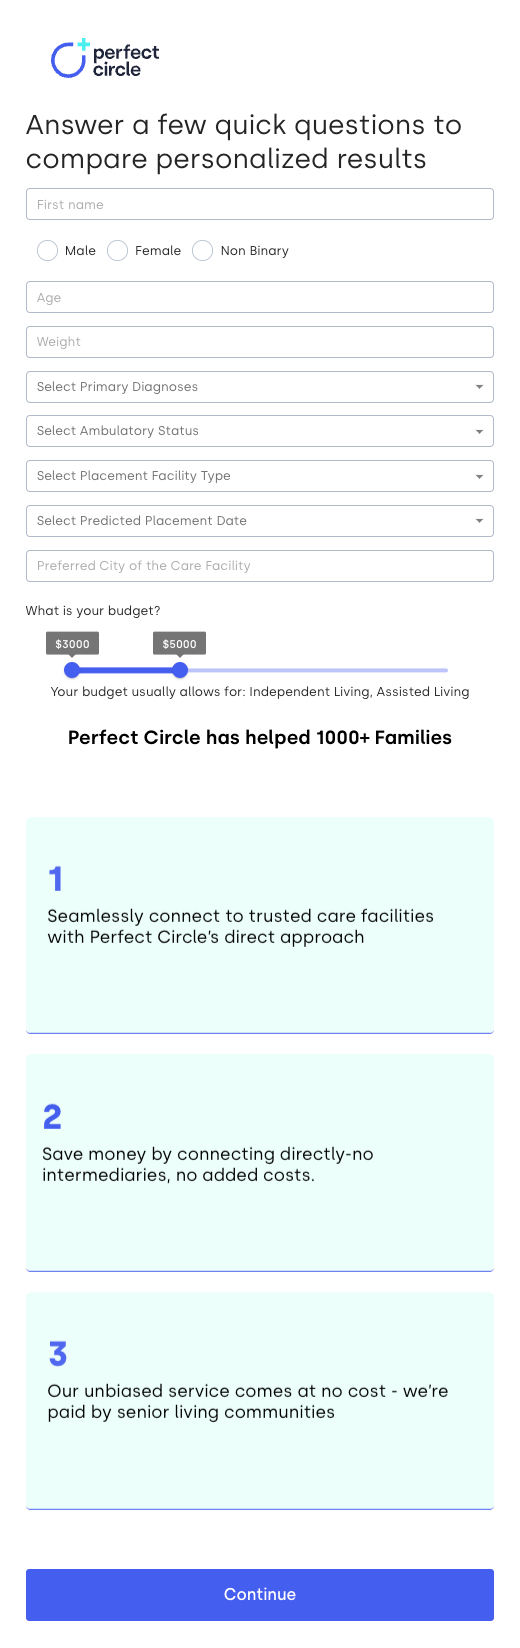 perfect
circle
Answer a few quick questions to
compare personalized results
First name
Male Female Non Binary
Age
Weight
Select Primary Diagnoses
Select Ambulatory Status
Select Placement Facility Type
Select Predicted Placement Date
Preferred City of the Care Facility
What is your budget?
$3000 $5000
Your budget usually allows for: Independent Living, Assisted Living
Perfect Circle has helped 1000+ Families
1
Seamlessly connect to trusted care facilities
with Perfect Circle’s direct approach
2
Save money by connecting directly-no
intermediaries, no added costs.
3
Our unbiased service comes at no cost - we’re
paid by senior living communities
Continue